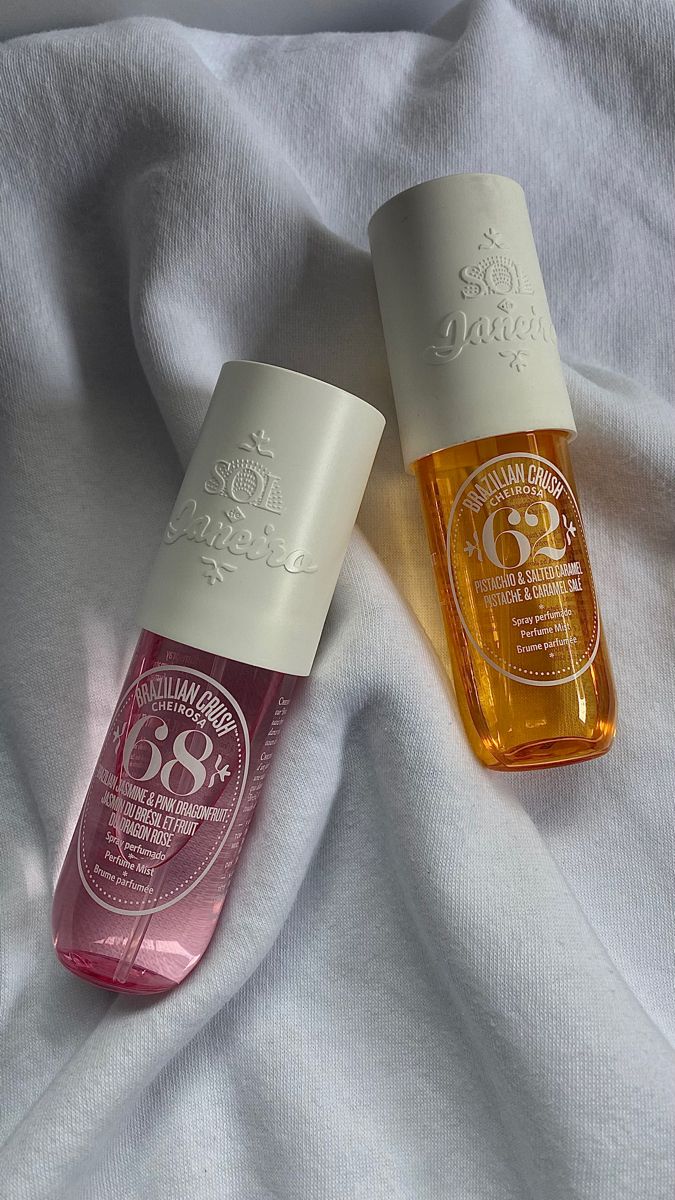 SOL
de
Janeiro
BRAZILIAN CRUSH
CHEIROSA
62
PISTACHIO & SALTED CARAMEL
PISTACHE & CARAMEL SALÉ
Spray perfumado
Perfume Mist
Brume parfumée
SOL
de
Janeiro
BRAZILIAN CRUSH
CHEIROSA
68
JASMINE & PINK DRAGONFRUIT
JASMIN DU BRÉSIL ET FRUIT
DU DRAGON ROSE
Spray perfumado
Perfume Mist
Brume parfumée